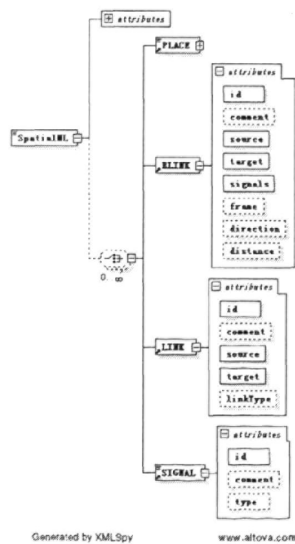 attributes
SpatialML
PLACE
RLINK
attributes
id
comment
source
target
signals
frame
direction
distance
0.. ∞
LINK
attributes
id
comment
source
target
linkType
SIGNAL
attributes
id
comment
type
Generated by XMLSpy
www.altova.com